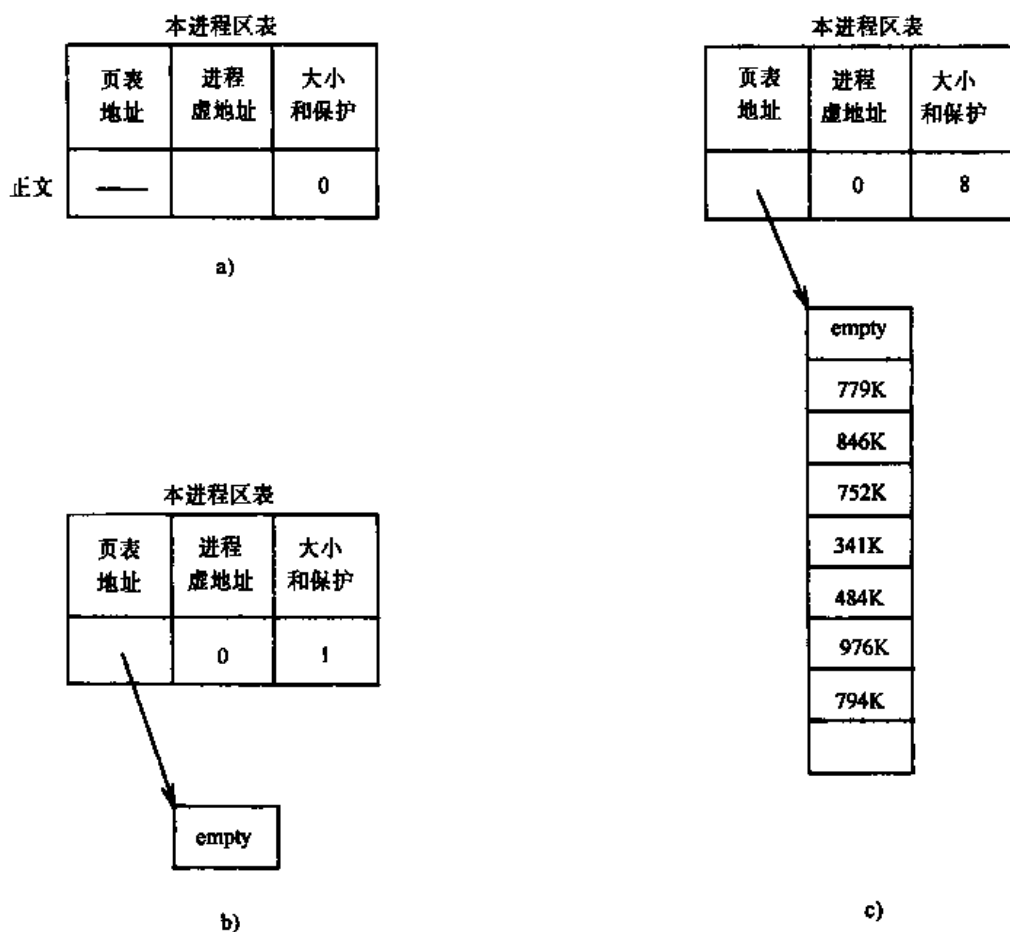 本进程区表
页表 进程 大小
地址 虚地址 和保护
正文 0
a)
本进程区表
页表 进程 大小
地址 虚地址 和保护
0 1
empty
b)
本进程区表
页表 进程 大小
地址 虚地址 和保护
0 8
empty
779K
846K
752K
341K
484K
976K
794K
c)